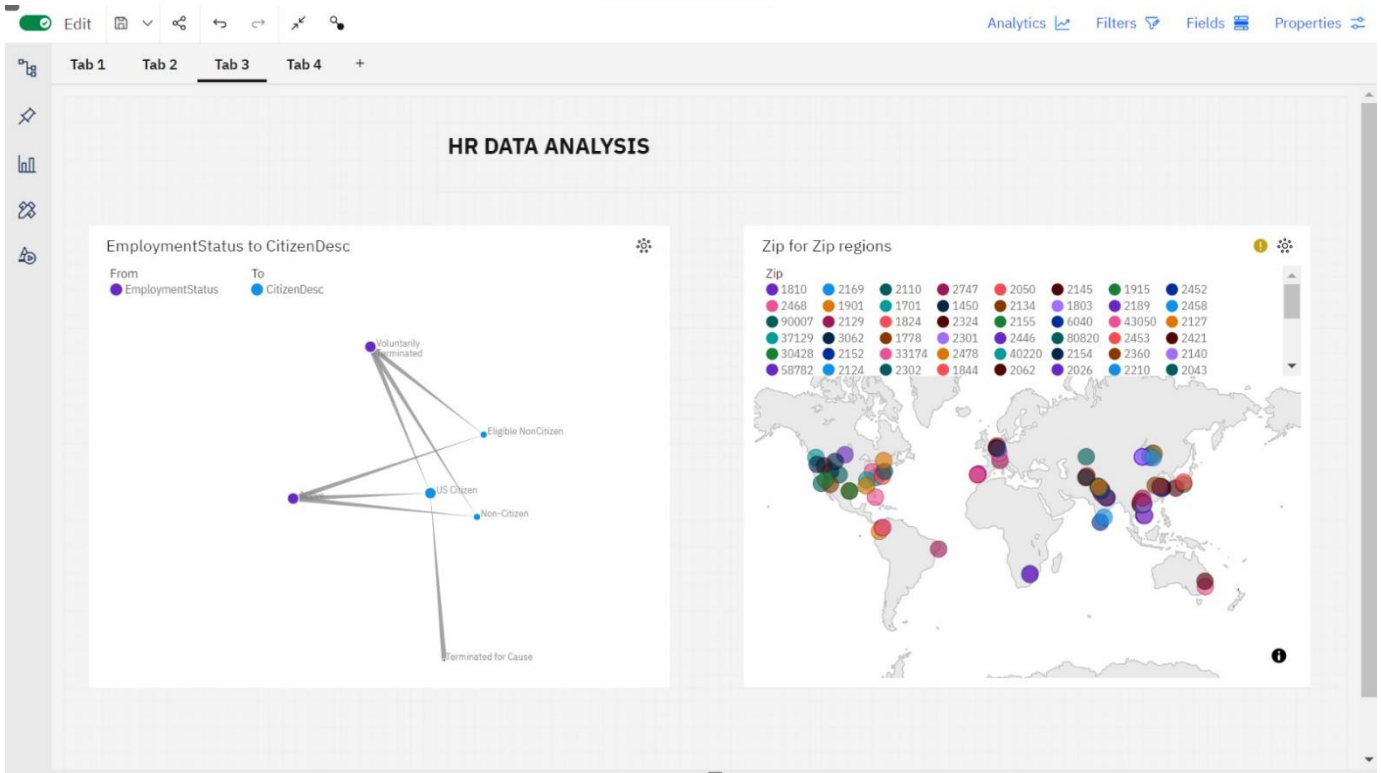 Edit Analytics Filters Fields Properties
Tab 1 Tab 2 Tab 3 Tab 4 +
HR DATA ANALYSIS
EmploymentStatus to CitizenDesc
From To
EmploymentStatus CitizenDesc
Voluntarily
Terminated
Eligible NonCitizen
US Citizen
Non-Citizen
Terminated for Cause
Zip for Zip regions
Zip
1810 2169 2110 2747 2050 2145 1915 2452
2468 1901 1701 1450 2134 1803 2189 2458
90007 2129 1824 2324 2155 6040 43050 2127
37129 3062 1778 2301 2446 80820 2453 2421
30428 2152 33174 2478 40220 2154 2360 2140
58782 2124 2302 1844 2062 2026 2210 2043